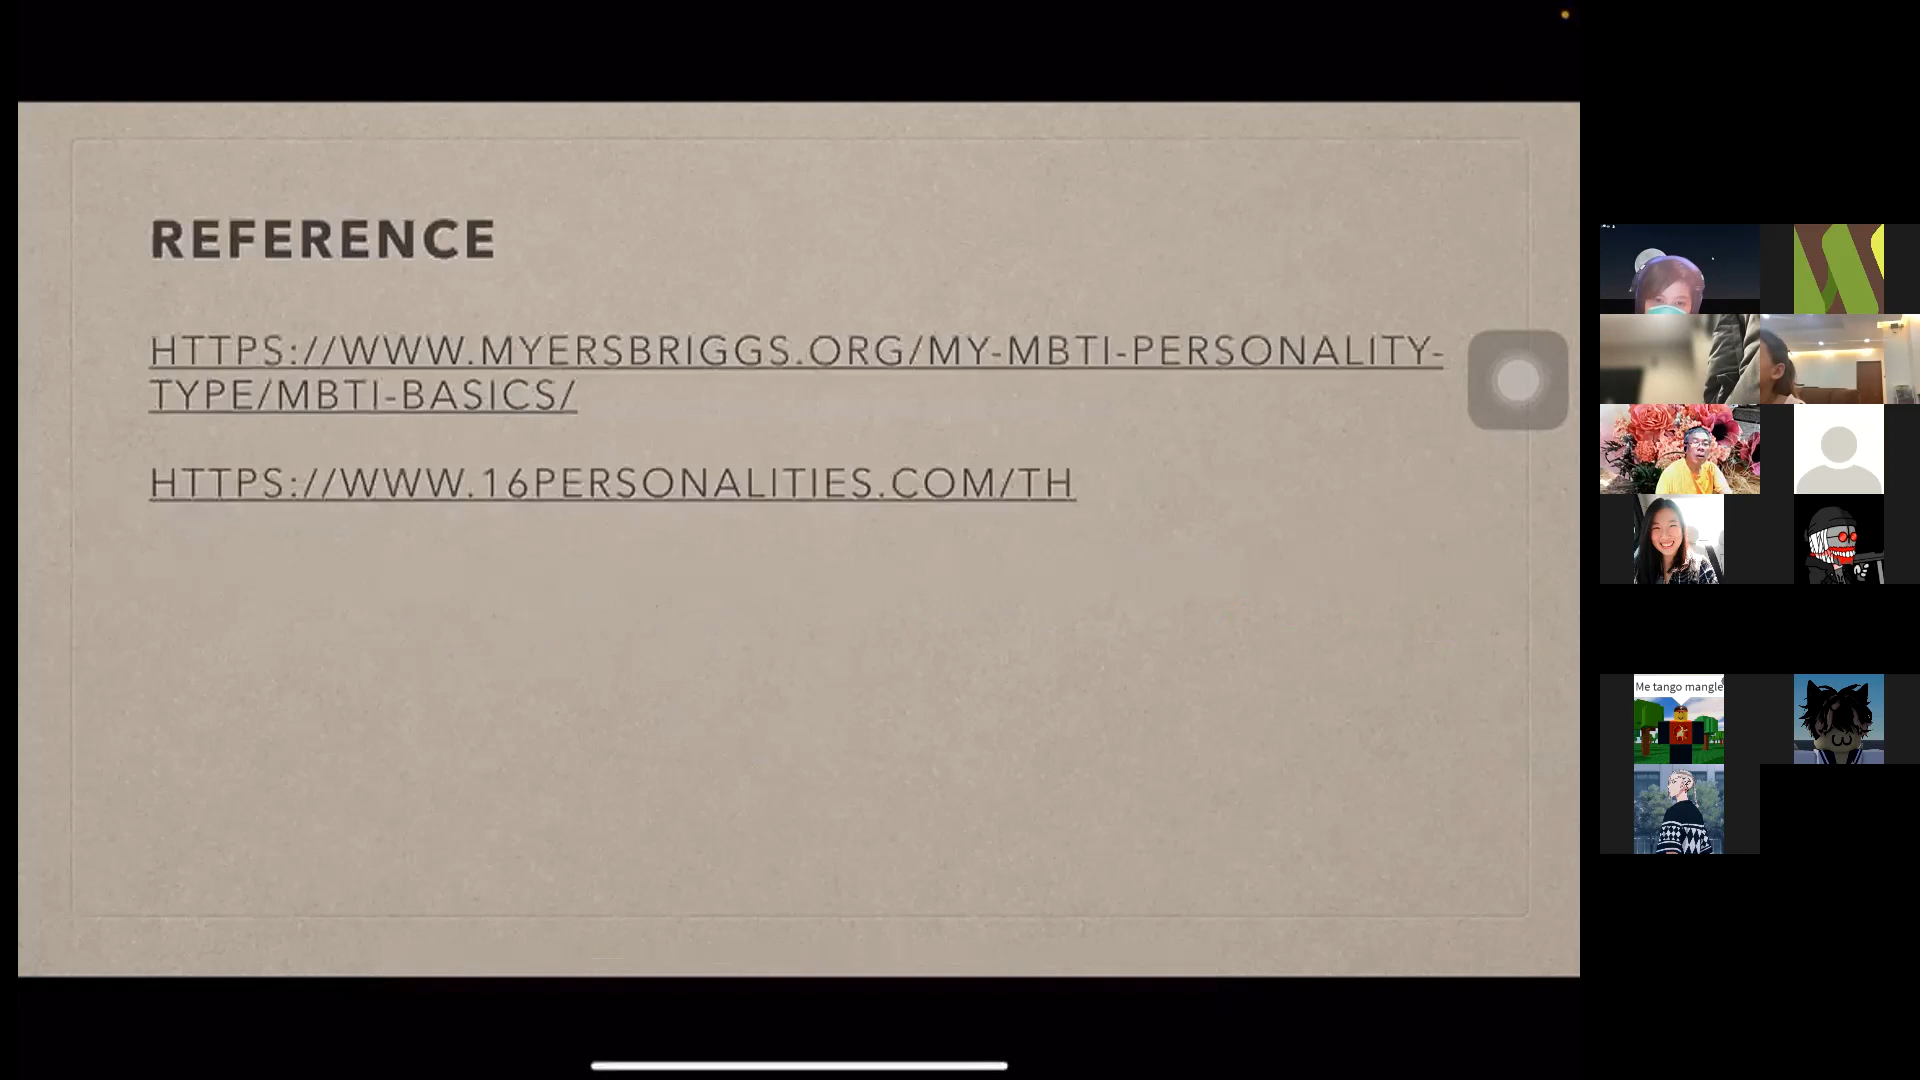 REFERENCE
HTTPS://WWW.MYERSBRIGGS.ORG/MY-MBTI-PERSONALITY-
TYPE/MBTI-BASICS/
HTTPS://WWW.16PERSONALITIES.COM/TH
Me tango mangle